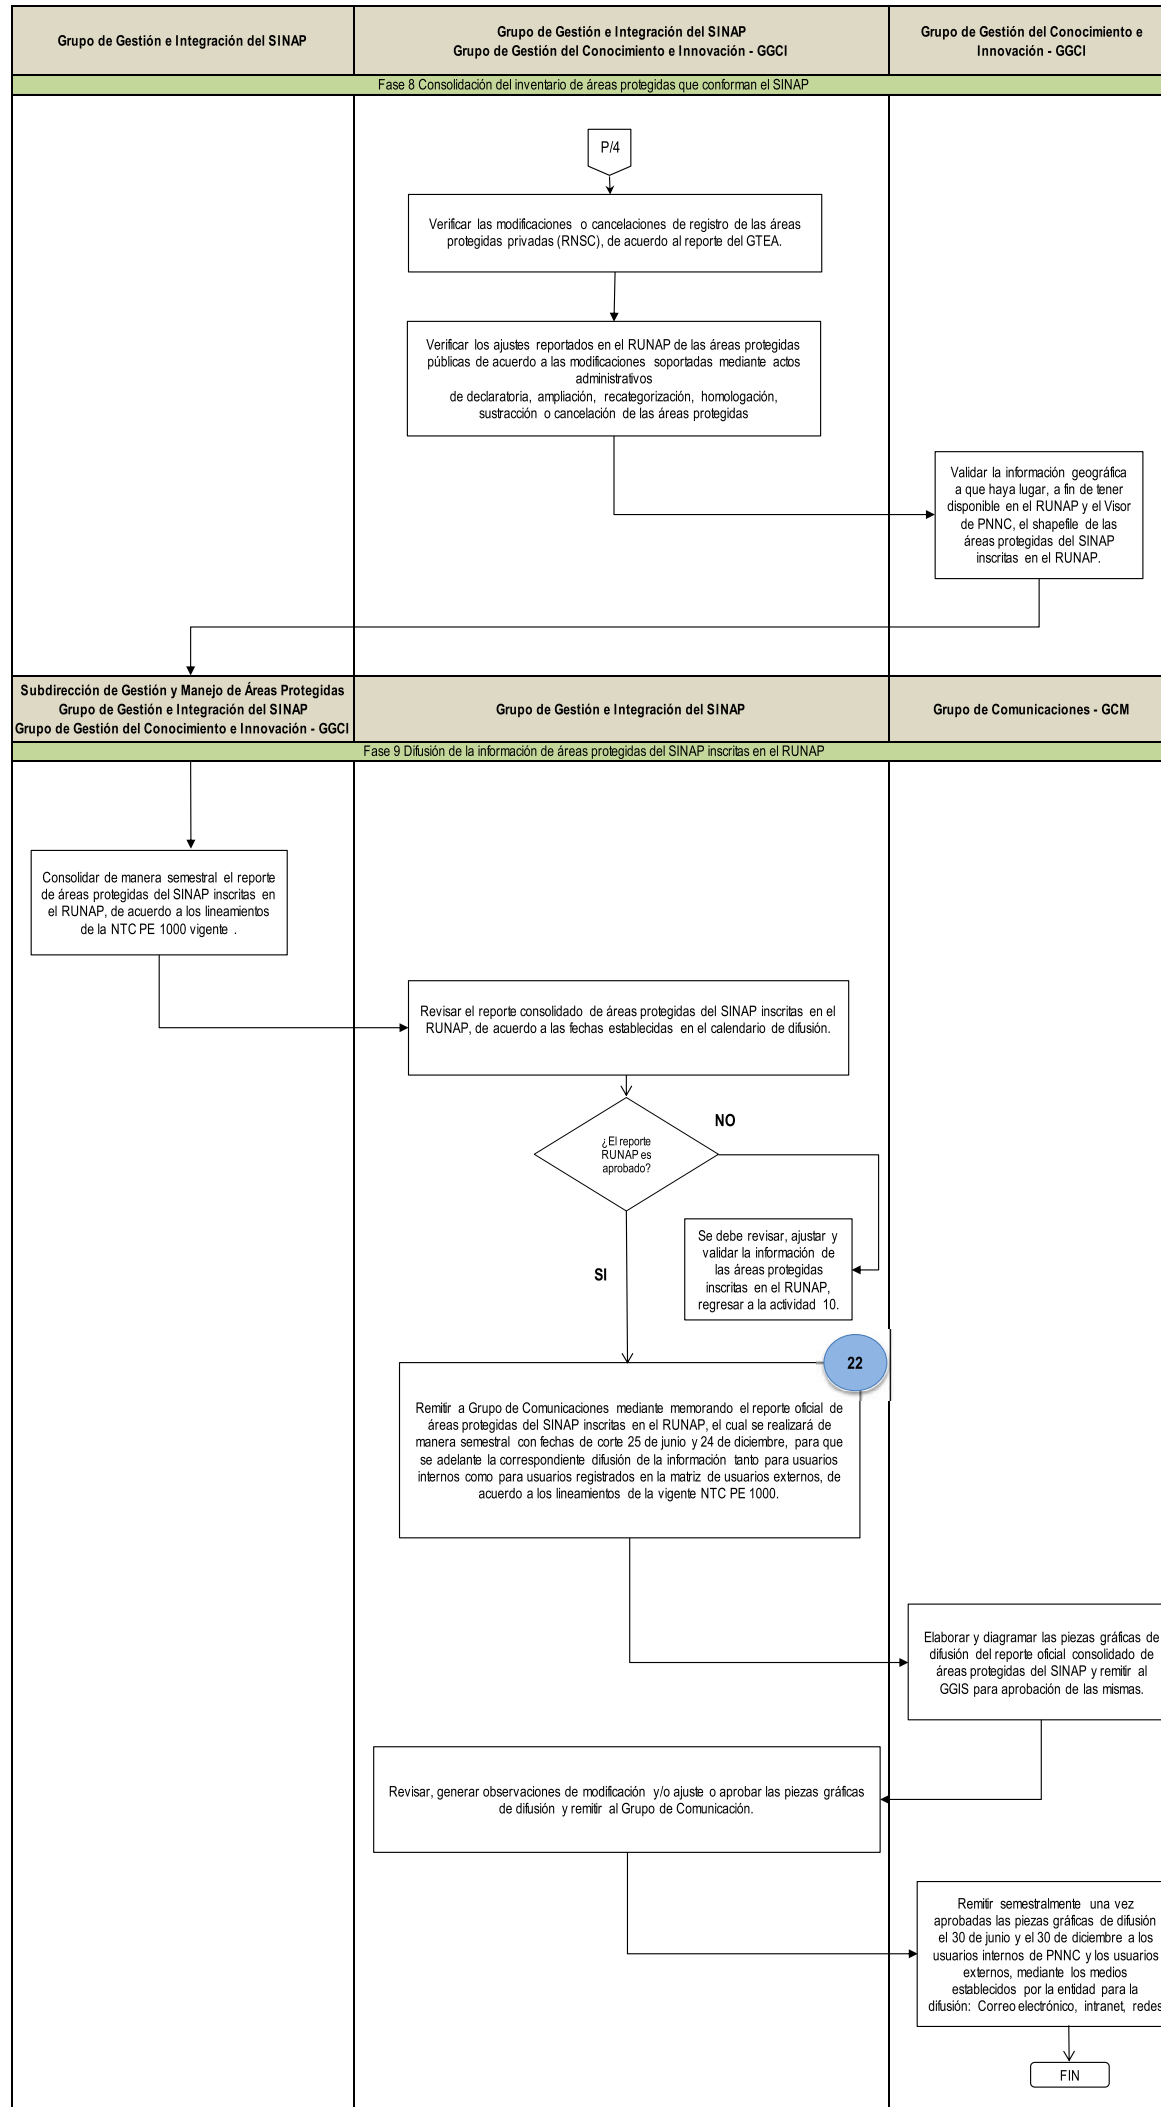 Grupo de Gestión e Integración del SINAP
Grupo de Gestión e Integración del SINAP
Grupo de Gestión del Conocimiento e Innovación - GGCI
Grupo de Gestión del Conocimiento e
Innovación - GGCI
Fase 8 Consolidación del inventario de áreas protegidas que conforman el SINAP
P/4
Verificar las modificaciones o cancelaciones de registro de las áreas
protegidas privadas (RNSC), de acuerdo al reporte del GTEA.
Verificar los ajustes reportados en el RUNAP de las áreas protegidas
públicas de acuerdo a las modificaciones soportadas mediante actos
administrativos
de declaratoria, ampliación, recategorización, homologación,
sustracción o cancelación de las áreas protegidas
Validar la información geográfica
a que haya lugar, a fin de tener
disponible en el RUNAP y el Visor
de PNNC, el shapefile de las
áreas protegidas del SINAP
inscritas en el RUNAP.
Subdirección de Gestión y Manejo de Áreas Protegidas
Grupo de Gestión e Integración del SINAP
Grupo de Gestión del Conocimiento e Innovación - GGCI
Grupo de Gestión e Integración del SINAP
Grupo de Comunicaciones - GCM
Fase 9 Difusión de la información de áreas protegidas del SINAP inscritas en el RUNAP
Consolidar de manera semestral el reporte
de áreas protegidas del SINAP inscritas en
el RUNAP, de acuerdo a los lineamientos
de la NTC PE 1000 vigente .
Revisar el reporte consolidado de áreas protegidas del SINAP inscritas en el
RUNAP, de acuerdo a las fechas establecidas en el calendario de difusión.
¿El reporte
RUNAP es
aprobado?
NO
Se debe revisar, ajustar y
validar la información de
las áreas protegidas
inscritas en el RUNAP,
regresar a la actividad 10.
SI
22
Remitir a Grupo de Comunicaciones mediante memorando el reporte oficial de
áreas protegidas del SINAP inscritas en el RUNAP, el cual se realizará de
manera semestral con fechas de corte 25 de junio y 24 de diciembre, para que
se adelante la correspondiente difusión de la información tanto para usuarios
internos como para usuarios registrados en la matriz de usuarios externos, de
acuerdo a los lineamientos de la vigente NTC PE 1000.
Elaborar y diagramar las piezas gráficas de
difusión del reporte oficial consolidado de
áreas protegidas del SINAP y remitir al
GGIS para aprobación de las mismas.
Revisar, generar observaciones de modificación y/o ajuste o aprobar las piezas gráficas
de difusión y remitir al Grupo de Comunicación.
Remitir semestralmente una vez
aprobadas las piezas gráficas de difusión
el 30 de junio y el 30 de diciembre a los
usuarios internos de PNNC y los usuarios
externos, mediante los medios
establecidos por la entidad para la
difusión: Correo electrónico, intranet, redes
FIN